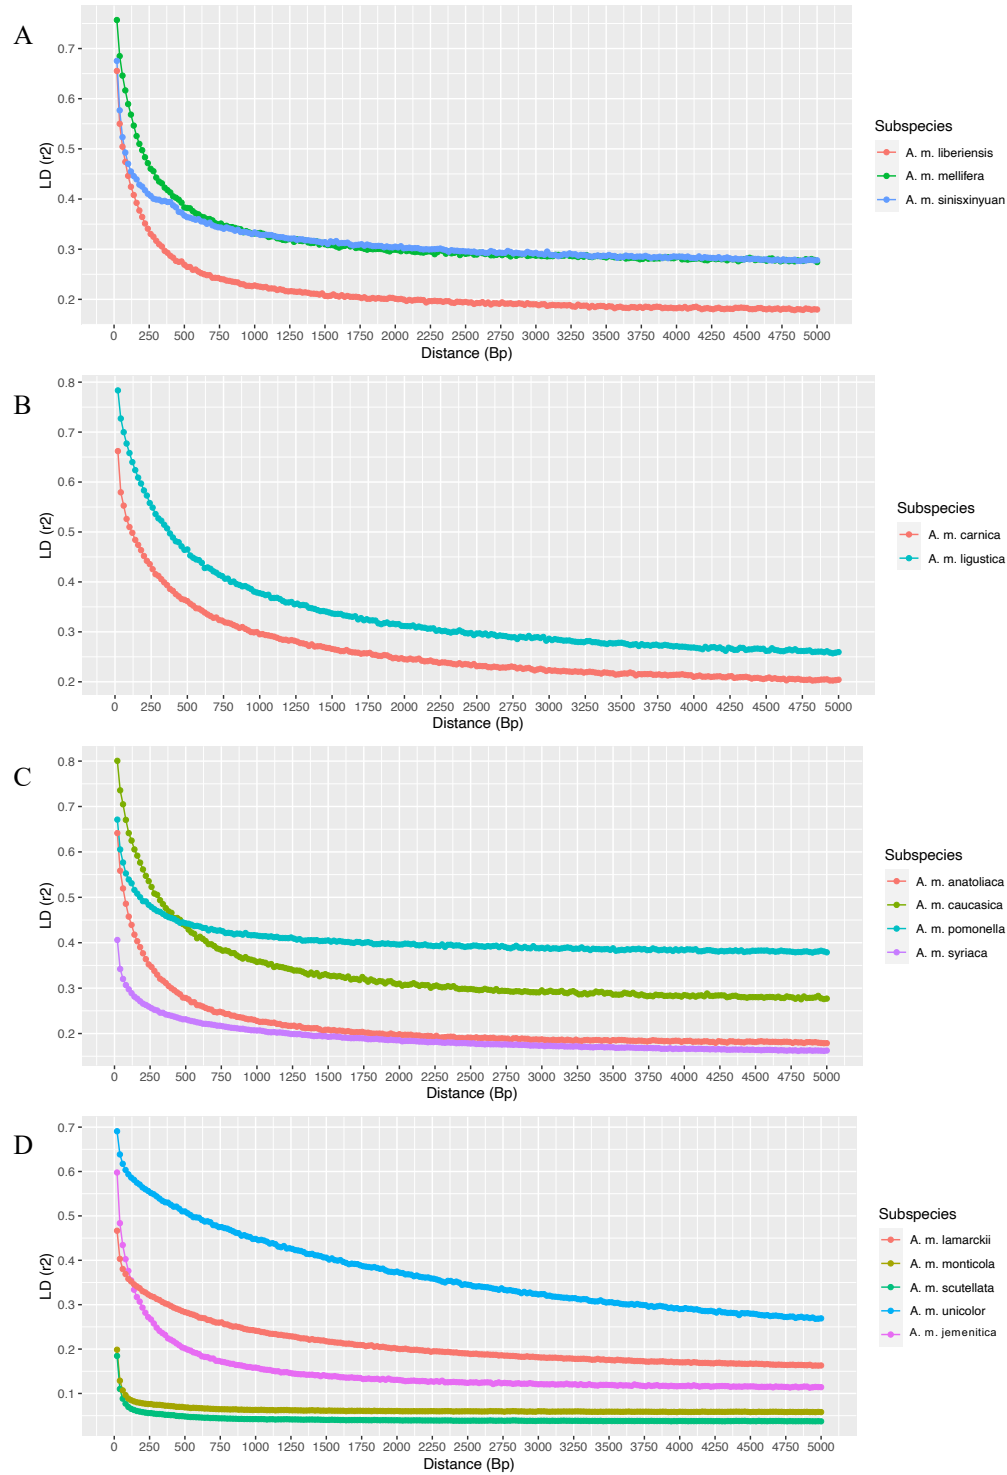 A
0.7
0.6
0.5
0.4
0.3
0.2
LD (r2)
0 250 500 750 1000 1250 1500 1750 2000 2250 2500 2750 3000 3250 3500 3750 4000 4250 4500 4750 5000
Distance (Bp)
Subspecies
A. m. liberiensis
A. m. mellifera
A. m. sinisxinyuan
B
0.8
0.7
0.6
0.5
0.4
0.3
0.2
LD (r2)
0 250 500 750 1000 1250 1500 1750 2000 2250 2500 2750 3000 3250 3500 3750 4000 4250 4500 4750 5000
Distance (Bp)
Subspecies
A. m. carnica
A. m. ligustica
C
0.8
0.7
0.6
0.5
0.4
0.3
0.2
LD (r2)
0 250 500 750 1000 1250 1500 1750 2000 2250 2500 2750 3000 3250 3500 3750 4000 4250 4500 4750 5000
Distance (Bp)
Subspecies
A. m. anatoliaca
A. m. caucasica
A. m. pomonella
A. m. syriaca
D
0.7
0.6
0.5
0.4
0.3
0.2
0.1
LD (r2)
0 250 500 750 1000 1250 1500 1750 2000 2250 2500 2750 3000 3250 3500 3750 4000 4250 4500 4750 5000
Distance (Bp)
Subspecies
A. m. lamarckii
A. m. monticola
A. m. scutellata
A. m. unicolor
A. m. jemenitica